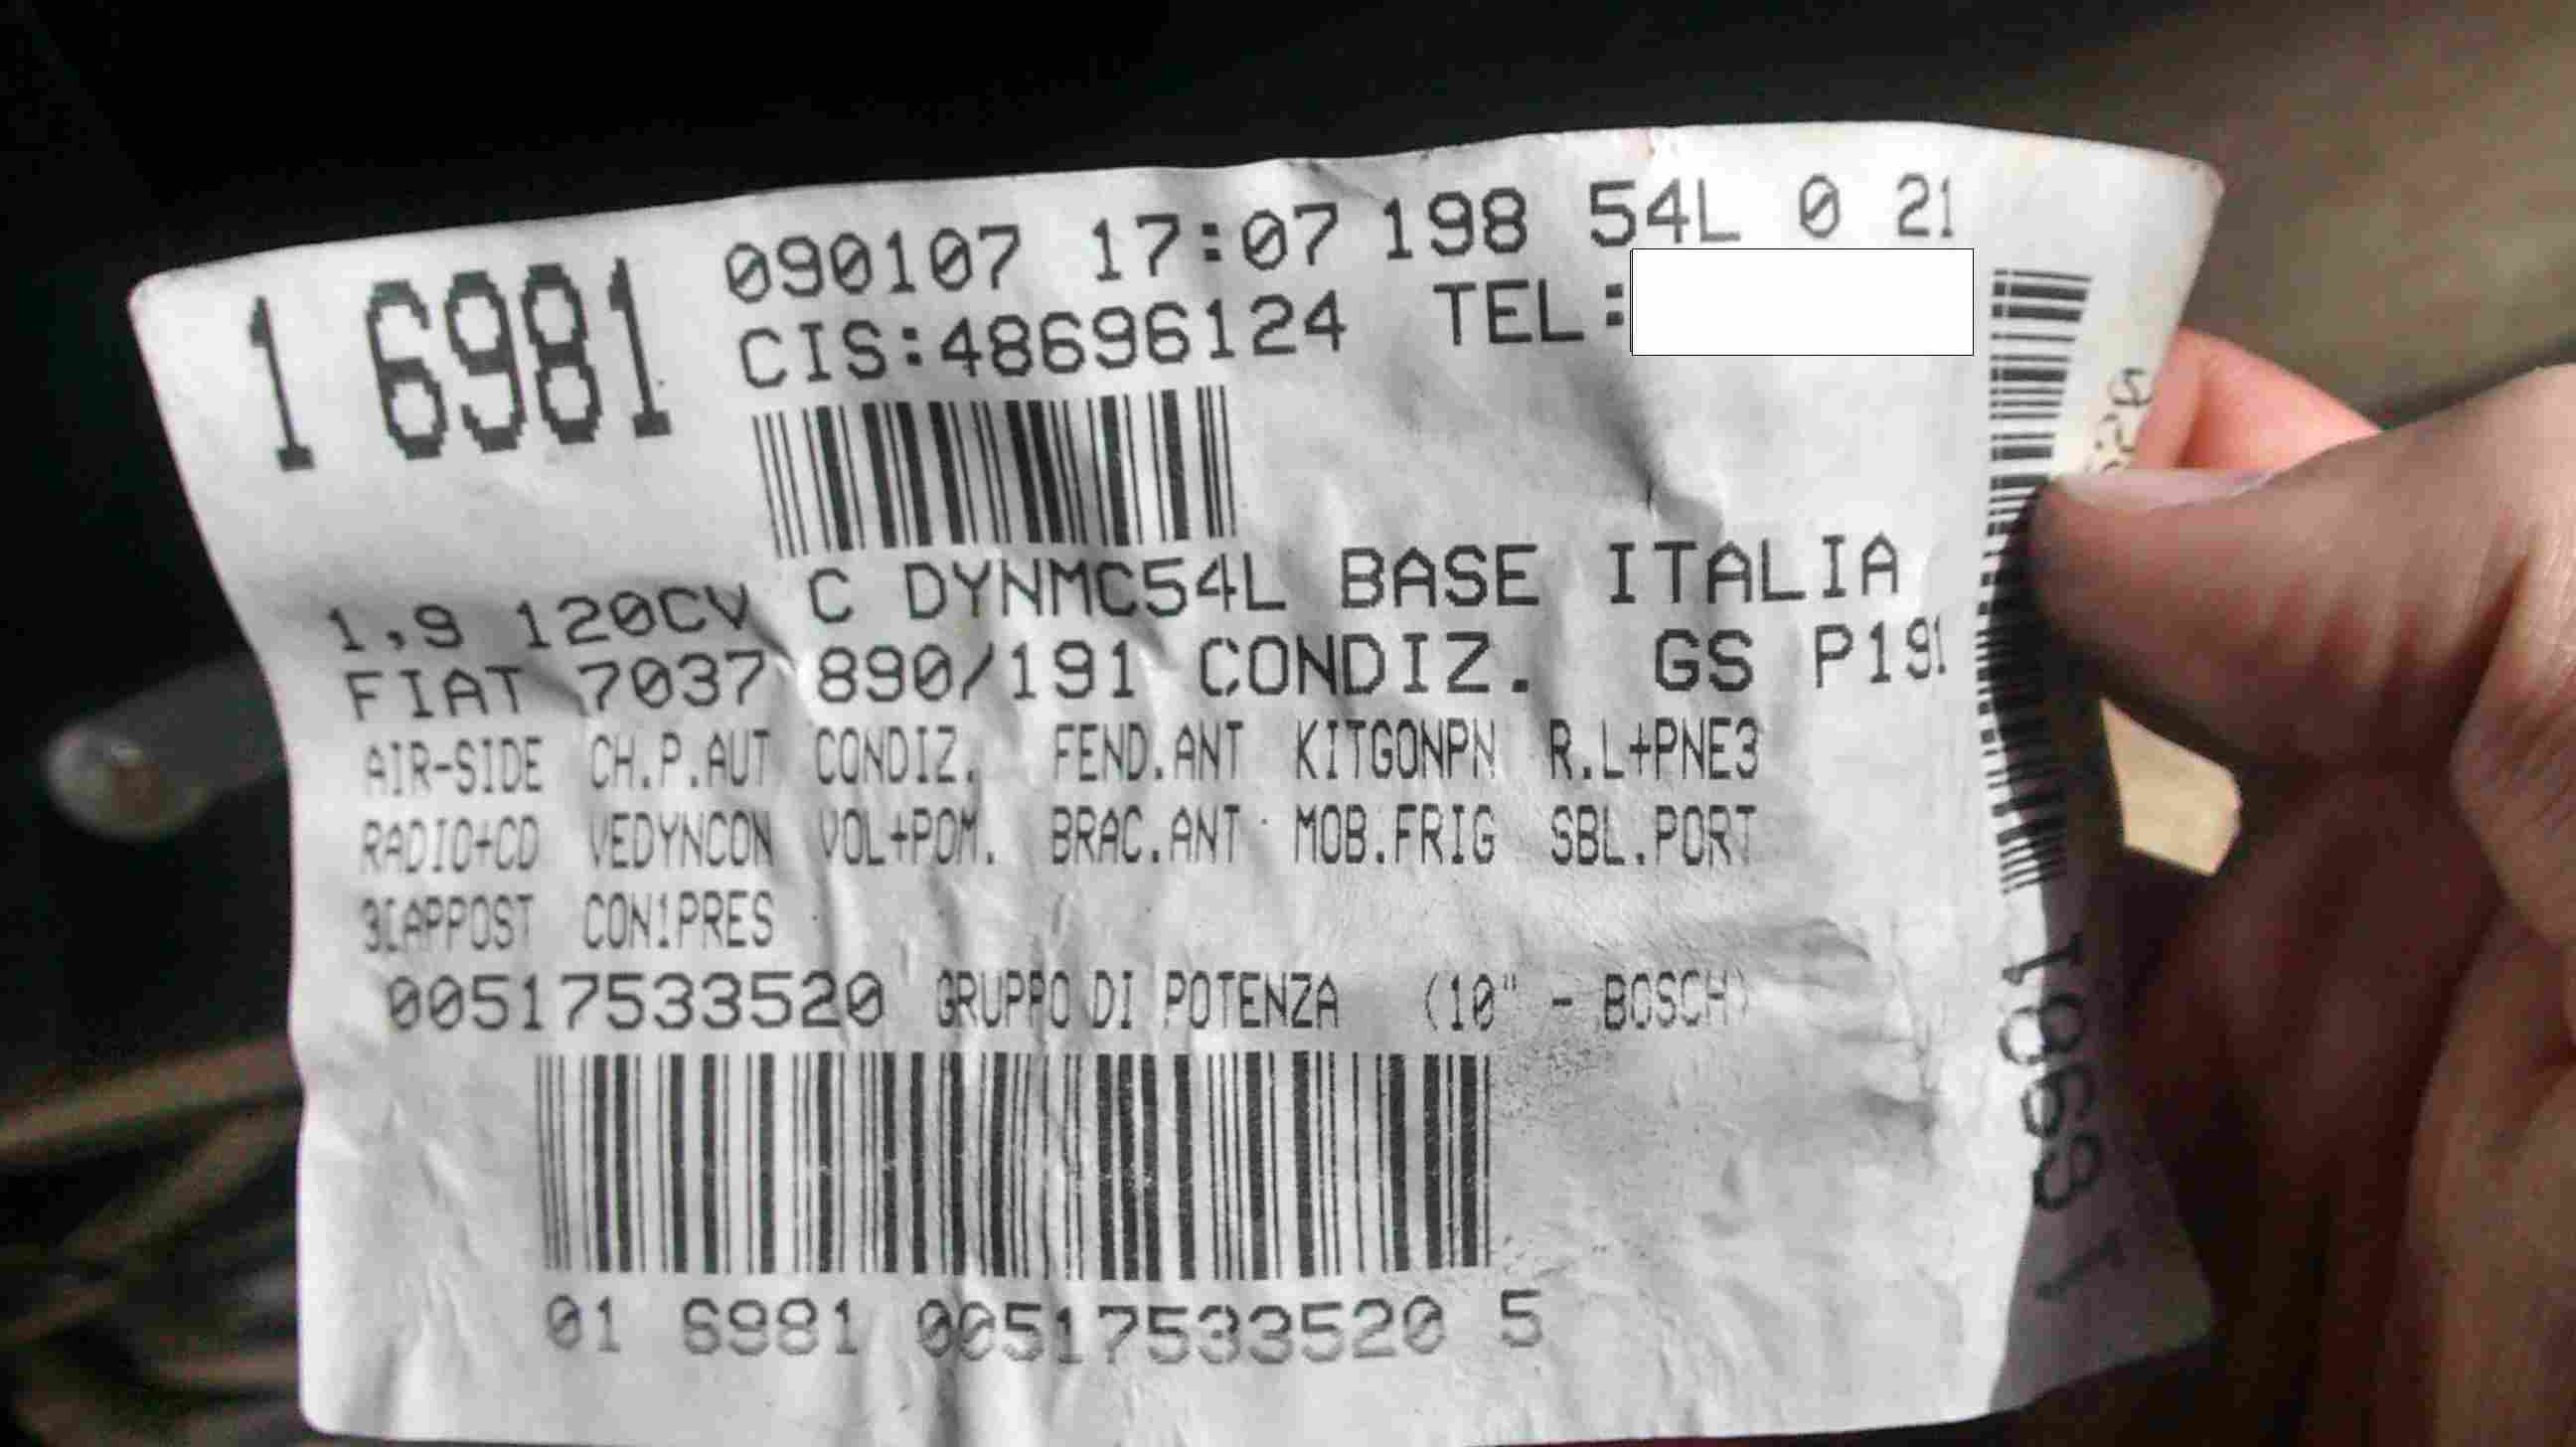 1 6981
090107 17:07 198 54L 0 21
CIS:48696124 TEL:
1,9 120CV C DYNMC54L BASE ITALIA
FIAT 7037 890/191 CONDIZ. GS
AIR-SIDE CH.P.AUT CONDIZ. FEND.ANT KITGONPN R.L+PNE3
RADIO+CD VEDYNCON VOL+POM. BRAC.ANT MOB.FRIG SBL.PORT
3IAPPOST CON1PRES
00517533520 GRUPPO DI POTENZA (10" - BOSCH)
01 6981 00517533520 5
1 6981